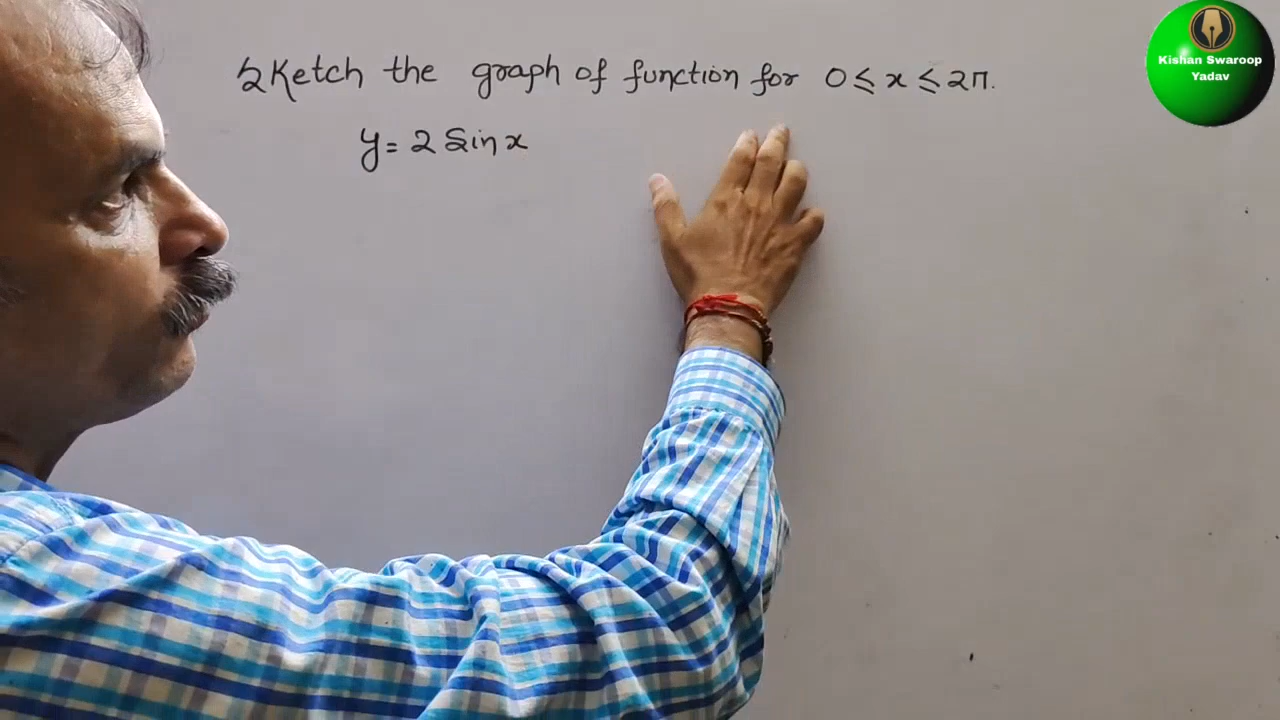 Sketch the graph of function for 0 ≤ x ≤ 2π.
y = 2 Sin x
Kishan Swaroop
Yadav